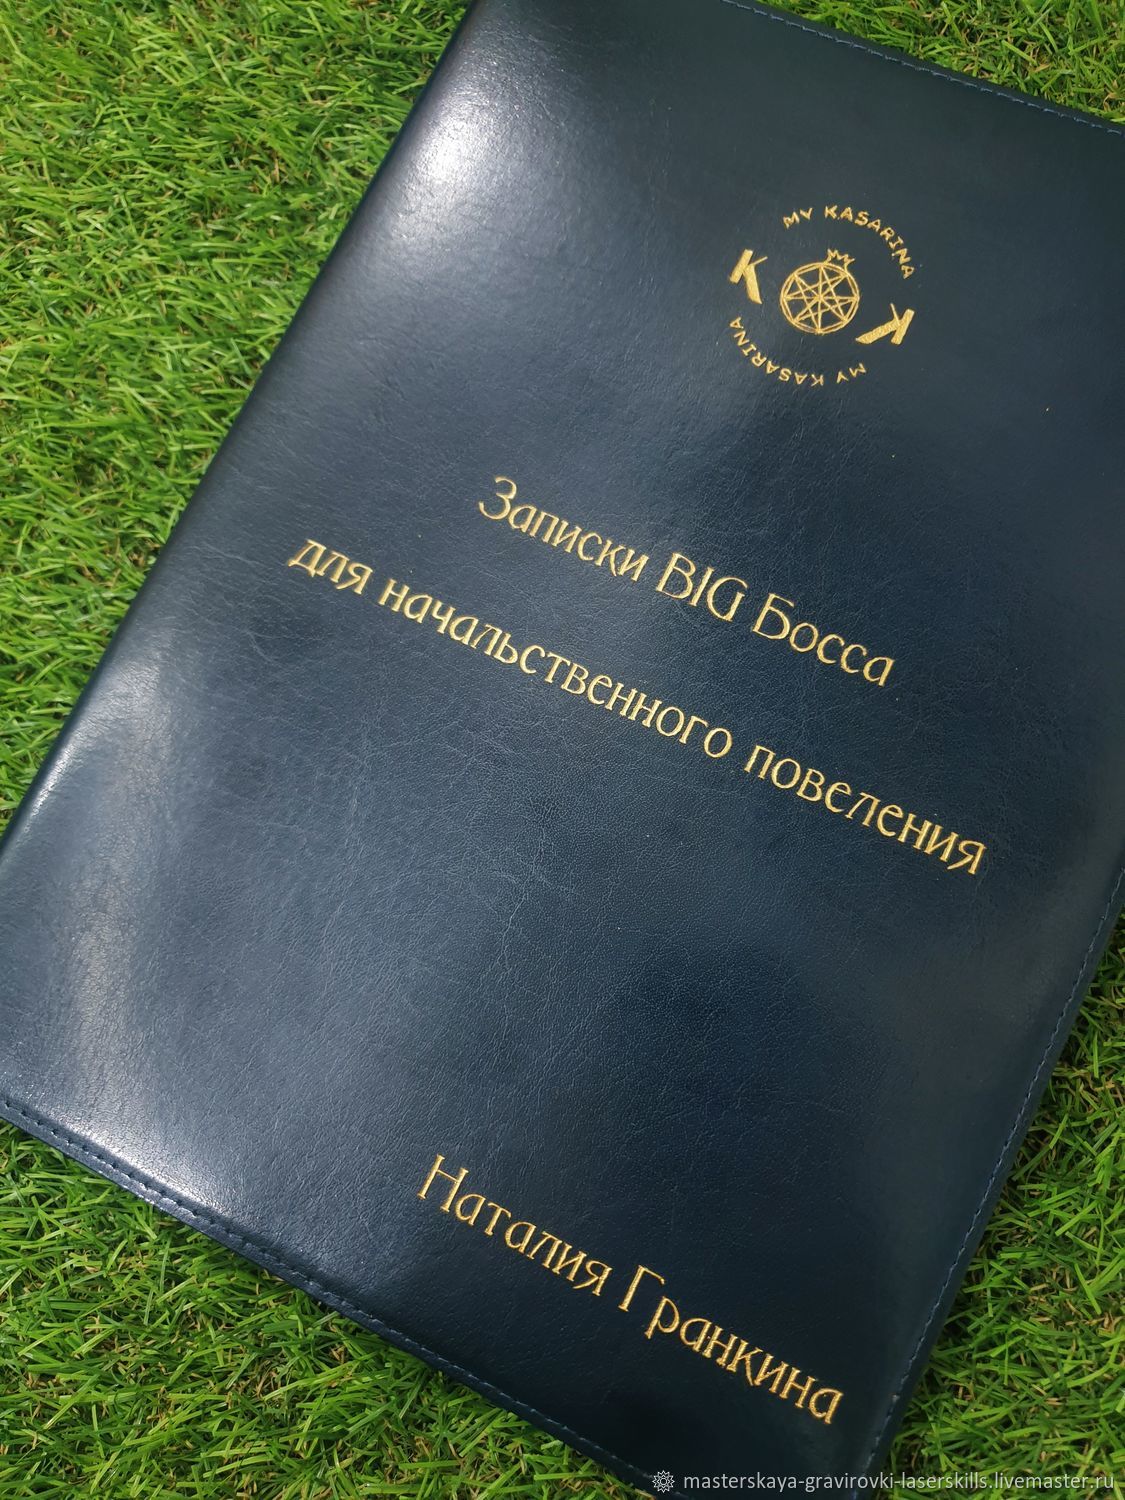 MY KASARINA
K K
MY KASARINA
Записки BIG Босса
для начальственного повеления
Наталия Гранкина
masterskaya-gravirovki-laserskills.livemaster.ru